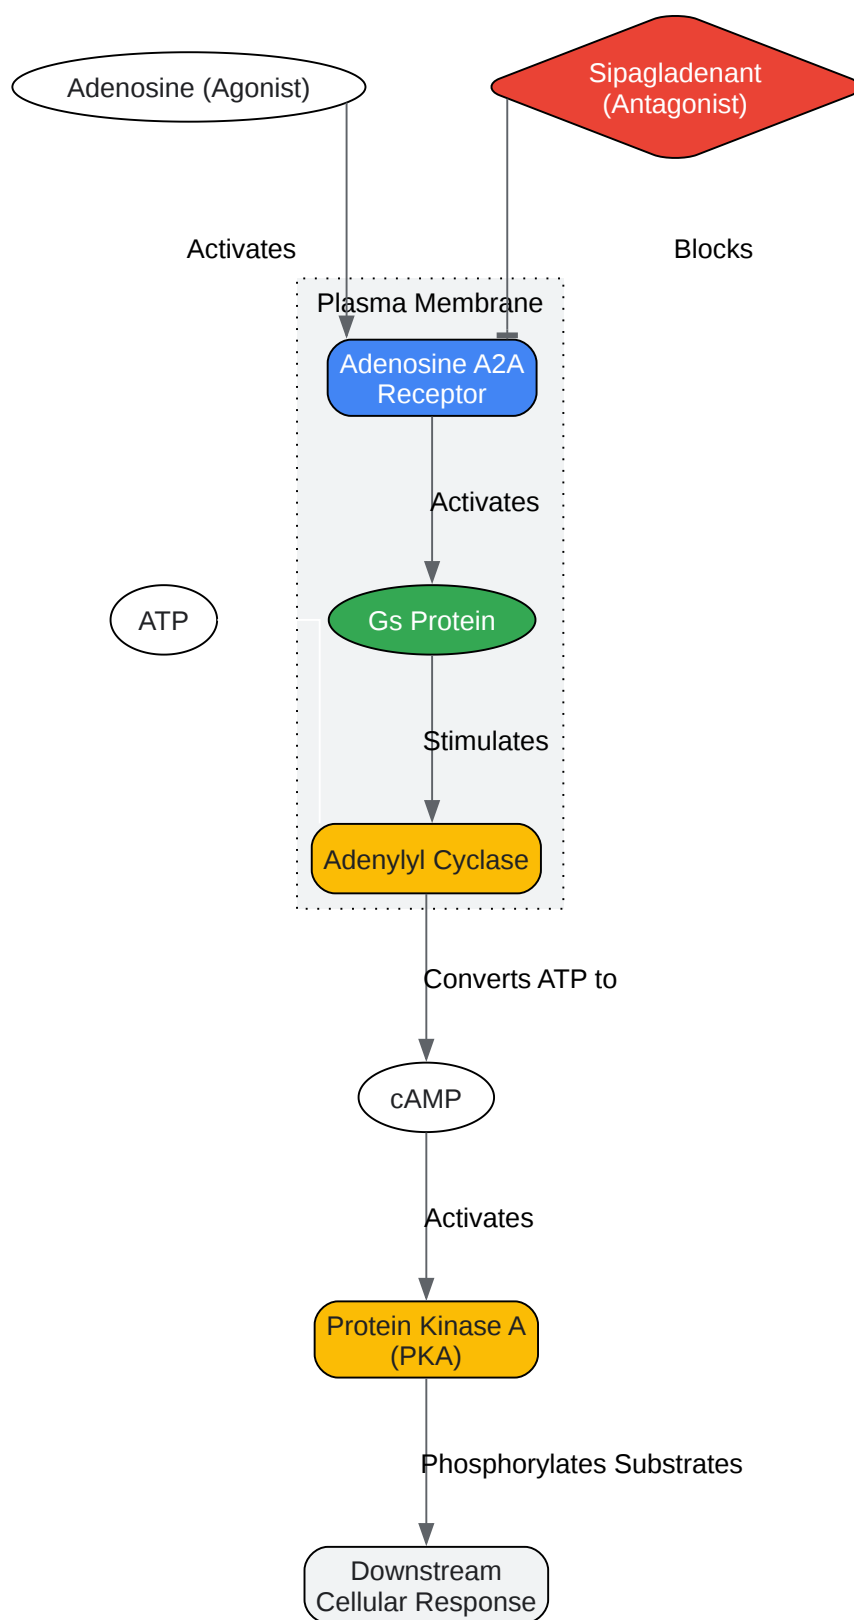 Adenosine (Agonist)
Sipagladenant
(Antagonist)
Activates
Blocks
Plasma Membrane
Adenosine A2A
Receptor
Activates
ATP
Gs Protein
Stimulates
Adenylyl Cyclase
Converts ATP to
cAMP
Activates
Protein Kinase A
(PKA)
Phosphorylates Substrates
Downstream
Cellular Response